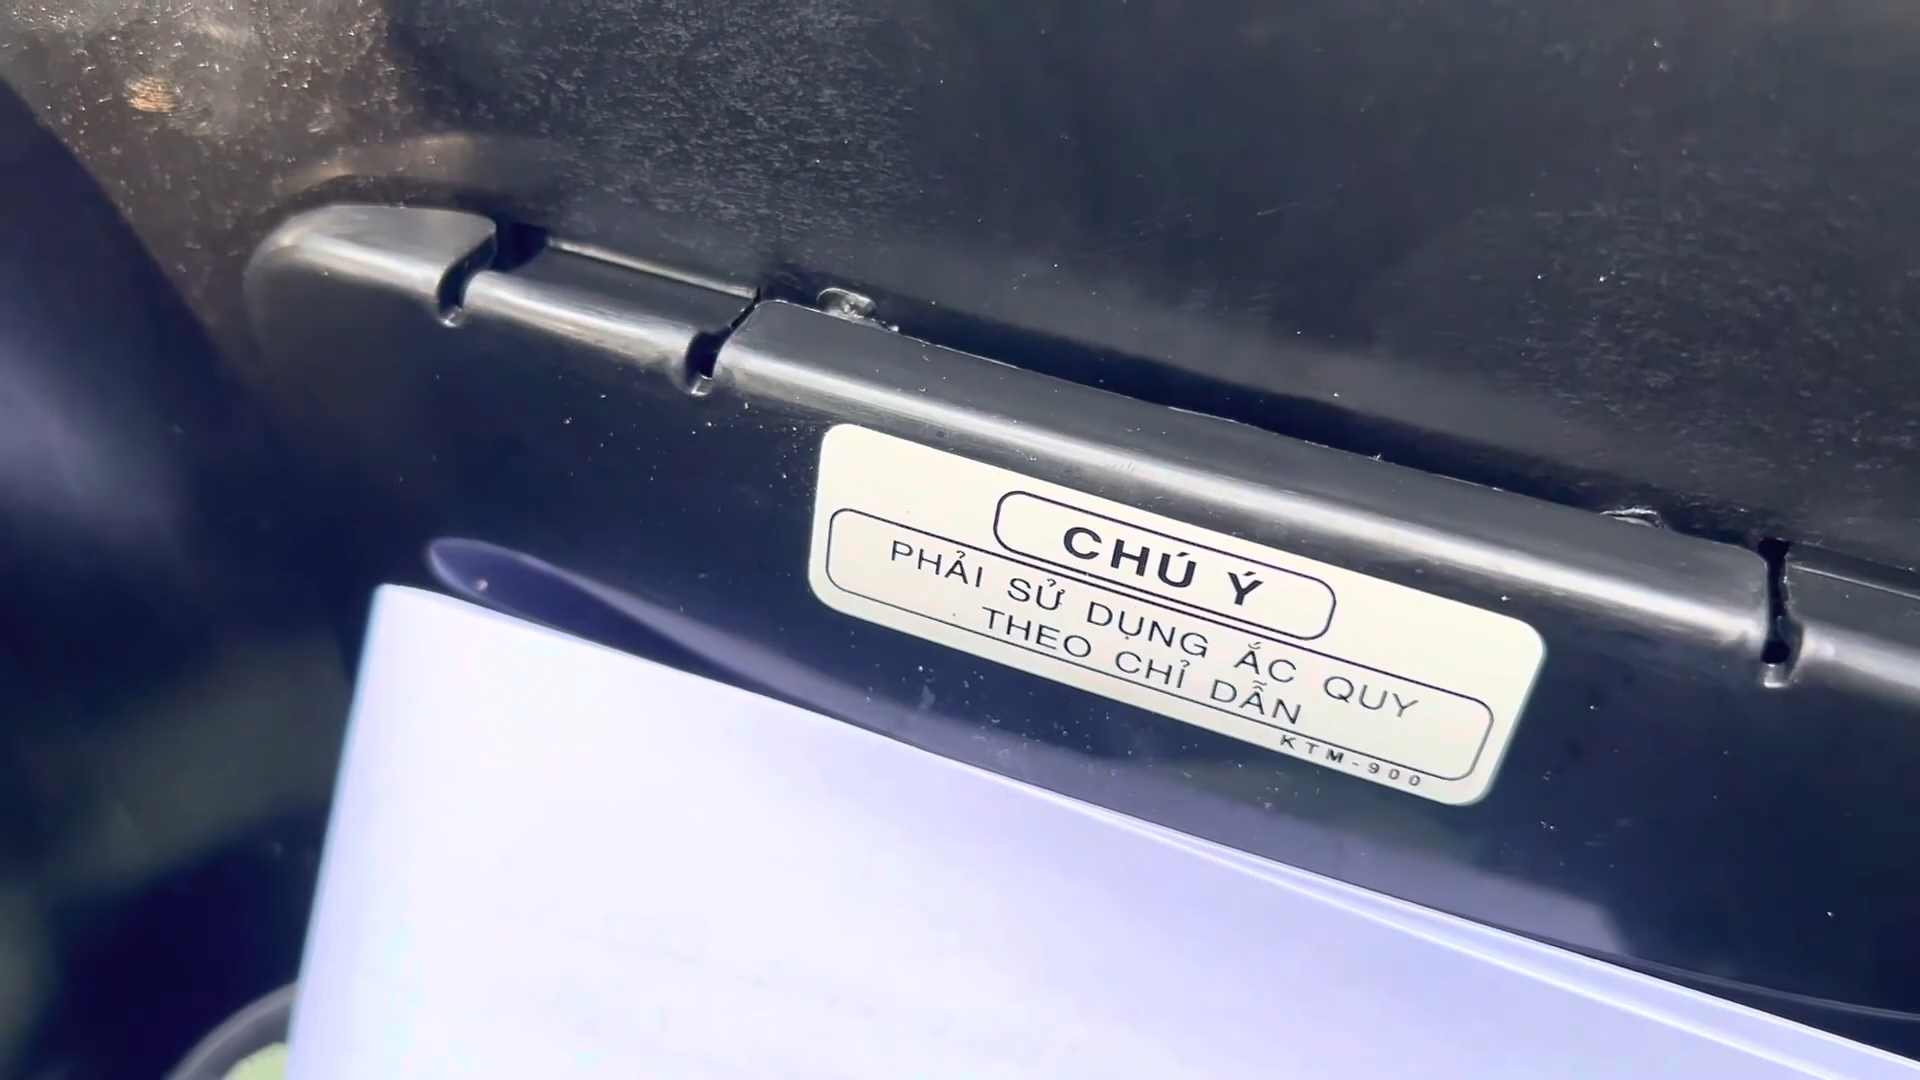 CHÚ Ý
PHẢI SỬ DỤNG ẮC QUY
THEO CHỈ DẪN
KTM-900